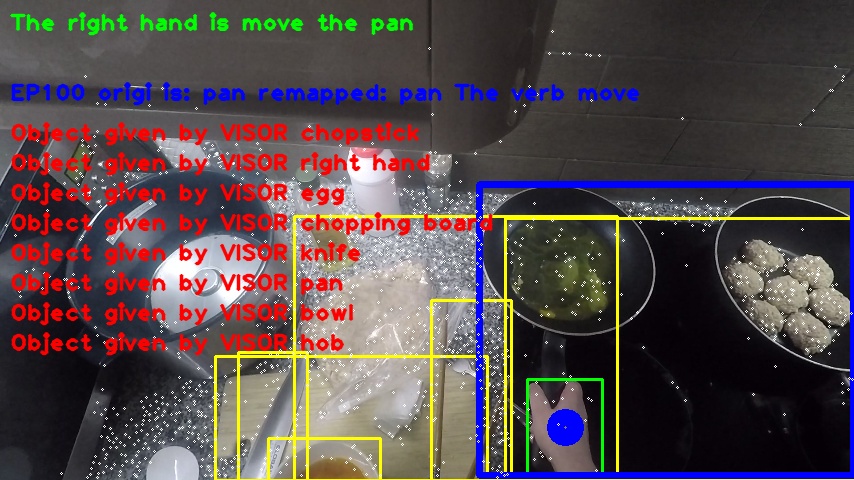 The right hand is move the pan
EP100 origi is: pan remapped: pan The verb move
Object given by VISOR chopstick
Object given by VISOR right hand
Object given by VISOR egg
Object given by VISOR chopping board
Object given by VISOR knife
Object given by VISOR pan
Object given by VISOR bowl
Object given by VISOR hob